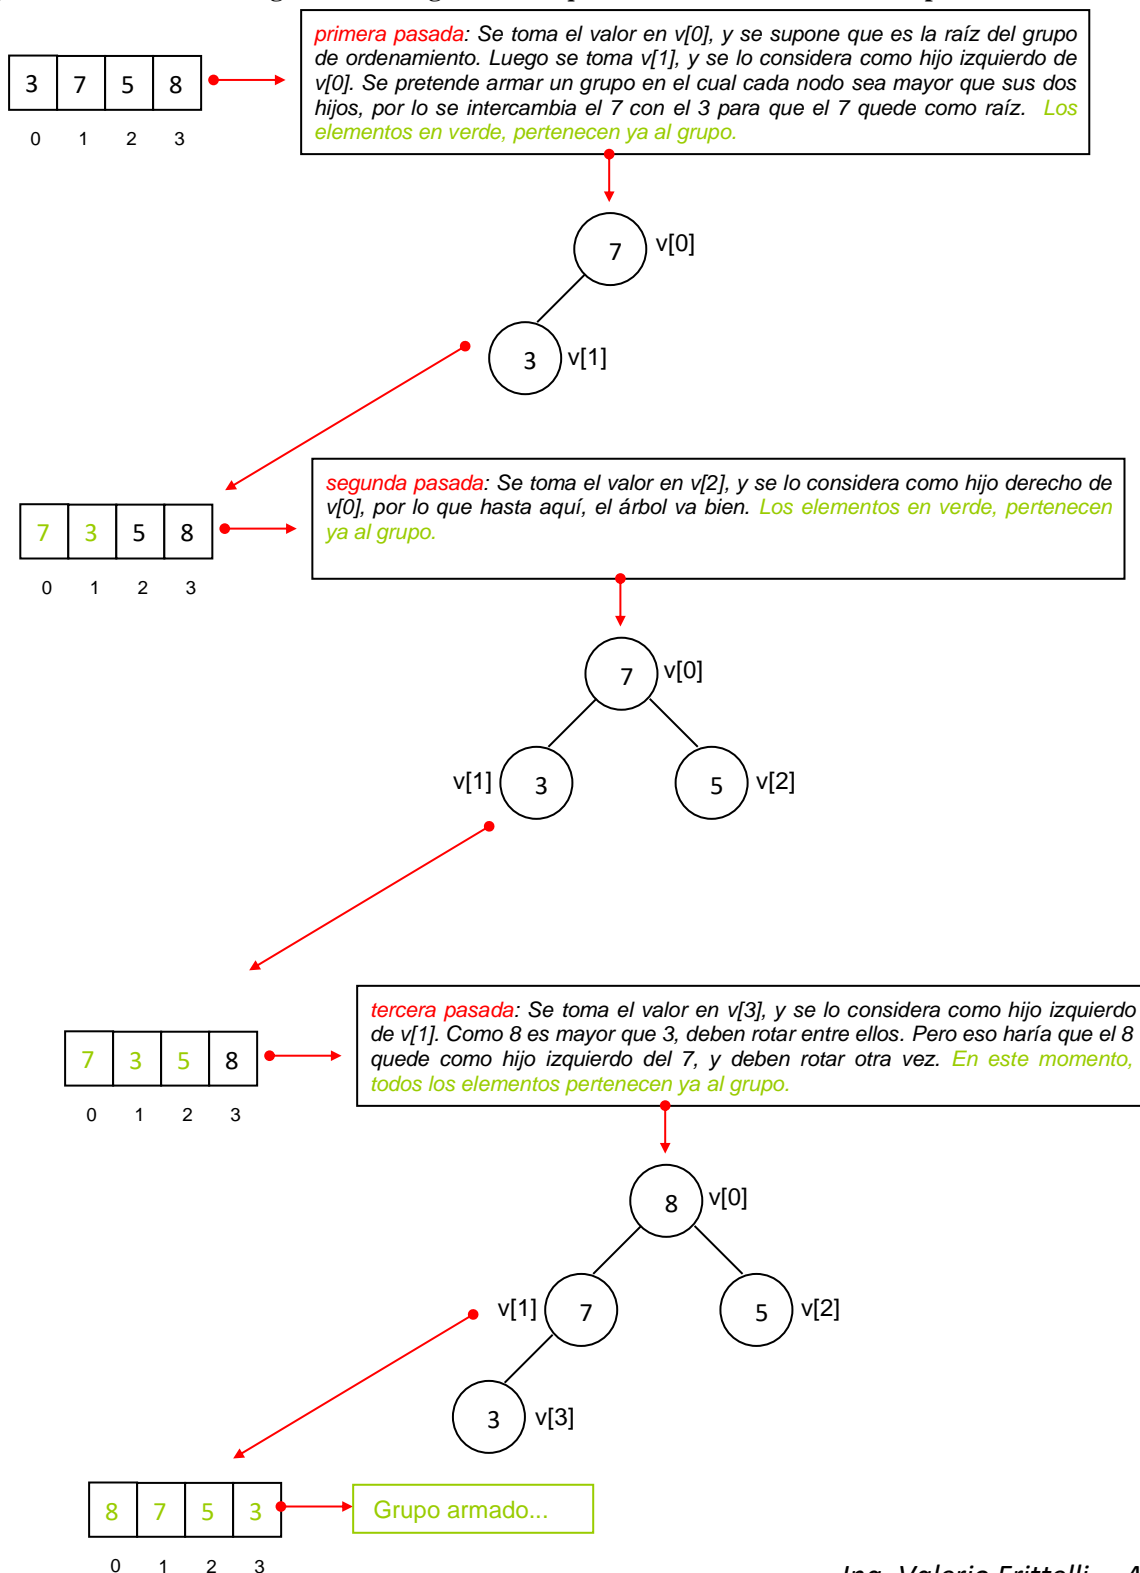 primera pasada: Se toma el valor en v[0], y se supone que es la raíz del grupo
de ordenamiento. Luego se toma v[1], y se lo considera como hijo izquierdo de
v[0]. Se pretende armar un grupo en el cual cada nodo sea mayor que sus dos
hijos, por lo se intercambia el 7 con el 3 para que el 7 quede como raíz. Los
elementos en verde, pertenecen ya al grupo.
3 7 5 8
0 1 2 3
7 v[0]
3 v[1]
segunda pasada: Se toma el valor en v[2], y se lo considera como hijo derecho de
v[0], por lo que hasta aquí, el árbol va bien. Los elementos en verde, pertenecen
ya al grupo.
7 3 5 8
0 1 2 3
7 v[0]
v[1] 3 5 v[2]
tercera pasada: Se toma el valor en v[3], y se lo considera como hijo izquierdo
de v[1]. Como 8 es mayor que 3, deben rotar entre ellos. Pero eso haría que el 8
quede como hijo izquierdo del 7, y deben rotar otra vez. En este momento,
todos los elementos pertenecen ya al grupo.
7 3 5 8
0 1 2 3
8 v[0]
v[1] 7 5 v[2]
3 v[3]
8 7 5 3
Grupo armado...
0 1 2 3